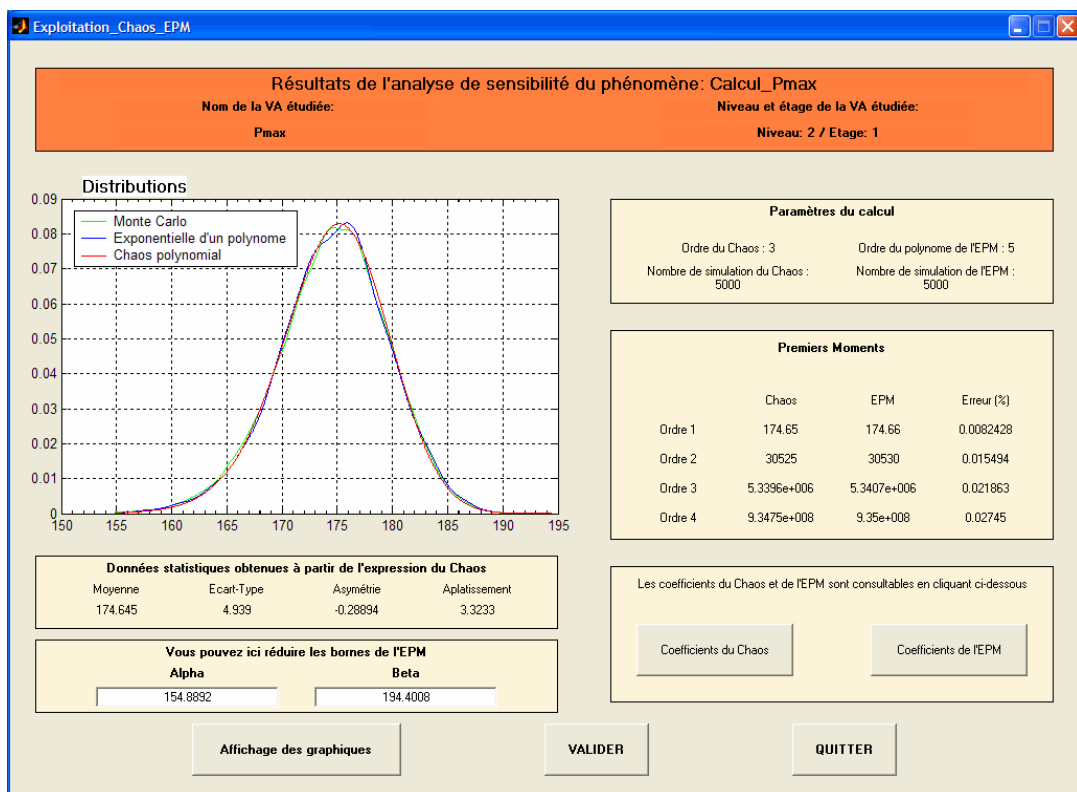 Exploitation_Chaos_EPM
Résultats de l'analyse de sensibilité du phénomène: Calcul_Pmax
Nom de la VA étudiée:
Niveau et étage de la VA étudiée:
Pmax
Niveau: 2 / Etage: 1
Distributions
0.09
0.08
0.07
0.06
0.05
0.04
0.03
0.02
0.01
0
Monte Carlo
Exponentielle d'un polynome
Chaos polynomial
150 155 160 165 170 175 180 185 190 195
Paramètres du calcul
Ordre du Chaos : 3
Ordre du polynome de l'EPM : 5
Nombre de simulation du Chaos :
5000
Nombre de simulation de l'EPM :
5000
Premiers Moments
Chaos EPM Erreur (%)
Ordre 1 174.65 174.66 0.0082428
Ordre 2 30525 30530 0.015494
Ordre 3 5.3396e+006 5.3407e+006 0.021863
Ordre 4 9.3475e+008 9.35e+008 0.02745
Données statistiques obtenues à partir de l'expression du Chaos
Moyenne Ecart-Type Asymétrie Aplatissement
174.645 4.939 -0.28894 3.3233
Vous pouvez ici réduire les bornes de l'EPM
Alpha Beta
154.8892 194.4008
Les coefficients du Chaos et de l'EPM sont consultables en cliquant ci-dessous
Coefficients du Chaos
Coefficients de l'EPM
Affichage des graphiques
VALIDER
QUITTER